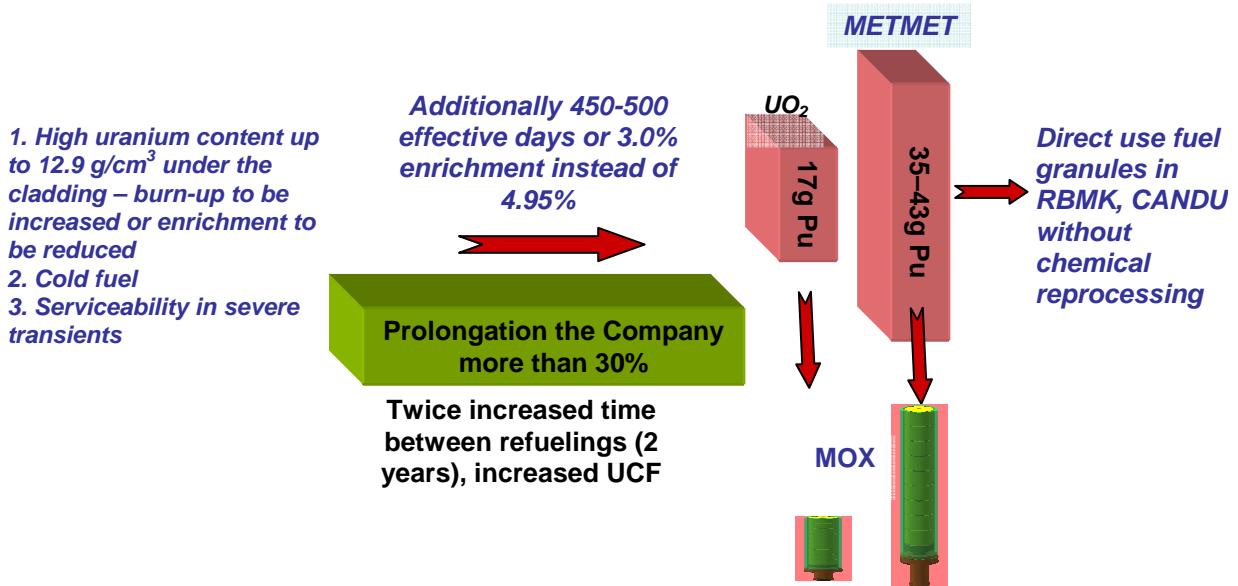 METMET
1. High uranium content up
to 12.9 g/cm³ under the
cladding – burn-up to be
increased or enrichment to
be reduced
2. Cold fuel
3. Serviceability in severe
transients
Additionally 450-500
effective days or 3.0%
enrichment instead of
4.95%
UO₂
17g Pu
35–43g Pu
Direct use fuel
granules in
RBMK, CANDU
without
chemical
reprocessing
Prolongation the Company
more than 30%
Twice increased time
between refuelings (2
years), increased UCF
MOX